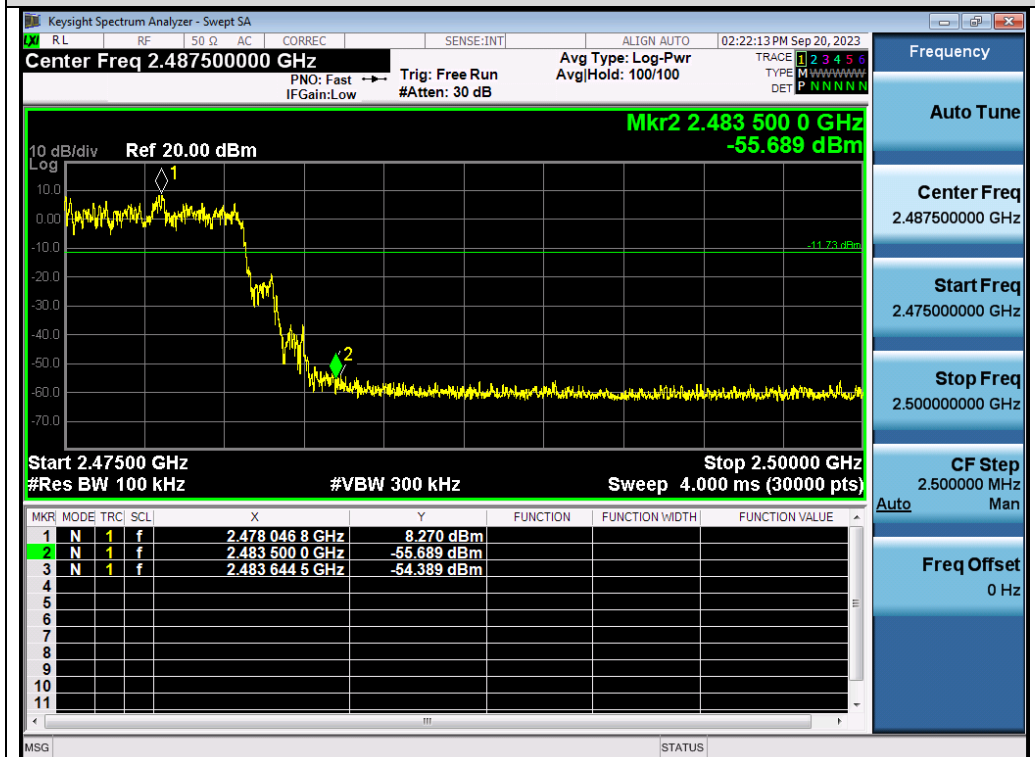 Keysight Spectrum Analyzer - Swept SA
LXI RL RF 50 Ω AC CORREC SENSE:INT ALIGN AUTO 02:22:13 PM Sep 20, 2023
Center Freq 2.487500000 GHz
PNO: Fast
IFGain:Low
Trig: Free Run
#Atten: 30 dB
Avg Type: Log-Pwr
Avg|Hold: 100/100
TRACE 1 2 3 4 5 6
TYPE M WWWWW
DET P N N N N N
Mkr2 2.483 500 0 GHz
-55.689 dBm
10 dB/div Ref 20.00 dBm
Log
10.0
0.00
-10.0
-20.0
-30.0
-40.0
-50.0
-60.0
-70.0
1
-11.73 dBm
2
Start 2.47500 GHz Stop 2.50000 GHz
#Res BW 100 kHz #VBW 300 kHz Sweep 4.000 ms (30000 pts)
MKR MODE TRC SCL X Y FUNCTION FUNCTION WIDTH FUNCTION VALUE
1 N 1 f 2.478 046 8 GHz 8.270 dBm
2 N 1 f 2.483 500 0 GHz -55.689 dBm
3 N 1 f 2.483 644 5 GHz -54.389 dBm
4
5
6
7
8
9
10
11
MSG STATUS
Frequency
Auto Tune
Center Freq
2.487500000 GHz
Start Freq
2.475000000 GHz
Stop Freq
2.500000000 GHz
CF Step
2.500000 MHz
Auto Man
Freq Offset
0 Hz